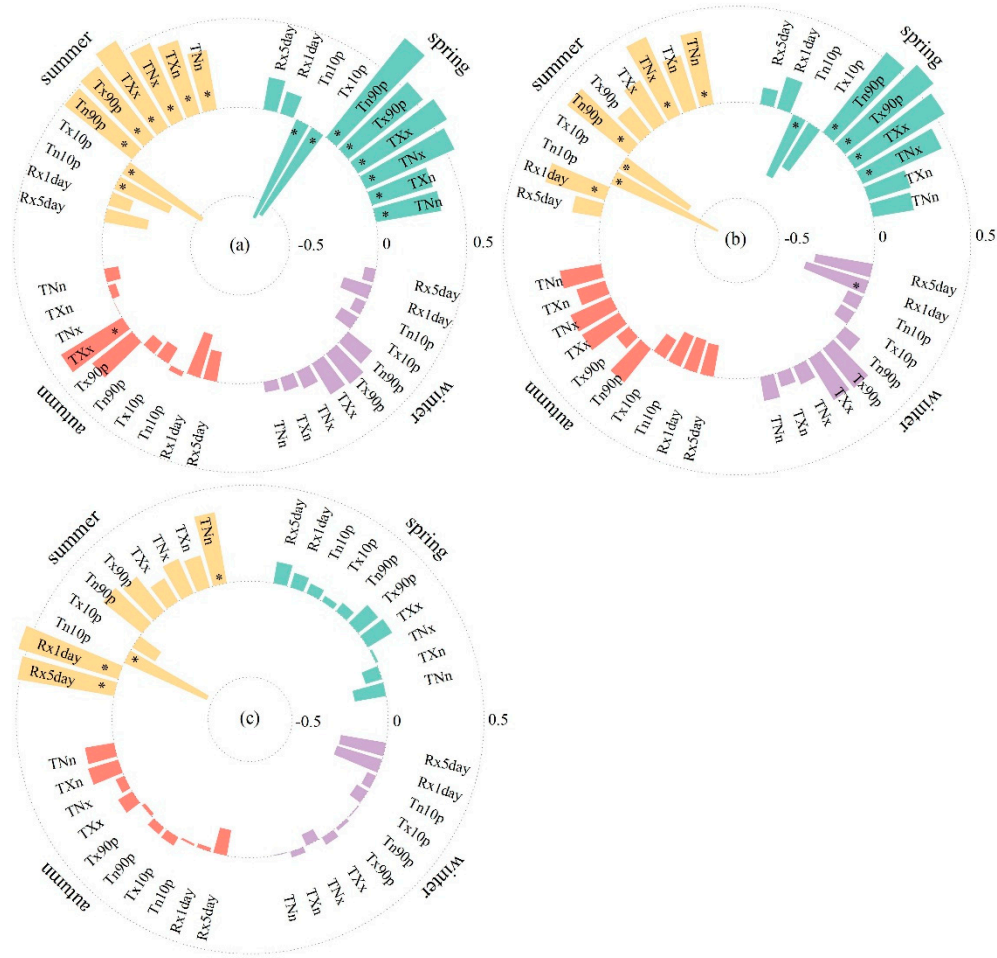 summer
spring
autumn
winter
Rx5day
Rx1day
Tn10p
Tx10p
Tn90p
Tx90p
TXx
TNx
TXn
TNn
Rx5day
Rx1day
Tn10p
Tx10p
Tn90p
Tx90p
TXx
TNx
TXn
TNn
Rx5day
Rx1day
Tn10p
Tx10p
Tn90p
Tx90p
TXx
TNx
TXn
TNn
Rx5day
Rx1day
Tn10p
Tx10p
Tn90p
Tx90p
TXx
TNx
TXn
TNn
(a)
-0.5
0
0.5
summer
spring
autumn
winter
Rx5day
Rx1day
Tn10p
Tx10p
Tn90p
Tx90p
TXx
TNx
TXn
TNn
Rx5day
Rx1day
Tn10p
Tx10p
Tn90p
Tx90p
TXx
TNx
TXn
TNn
Rx5day
Rx1day
Tn10p
Tx10p
Tn90p
Tx90p
TXx
TNx
TXn
TNn
Rx5day
Rx1day
Tn10p
Tx10p
Tn90p
Tx90p
TXx
TNx
TXn
TNn
(b)
-0.5
0
0.5
summer
spring
autumn
winter
Rx5day
Rx1day
Tn10p
Tx10p
Tn90p
Tx90p
TXx
TNx
TXn
TNn
Rx5day
Rx1day
Tn10p
Tx10p
Tn90p
Tx90p
TXx
TNx
TXn
TNn
Rx5day
Rx1day
Tn10p
Tx10p
Tn90p
Tx90p
TXx
TNx
TXn
TNn
Rx5day
Rx1day
Tn10p
Tx10p
Tn90p
Tx90p
TXx
TNx
TXn
TNn
(c)
-0.5
0
0.5